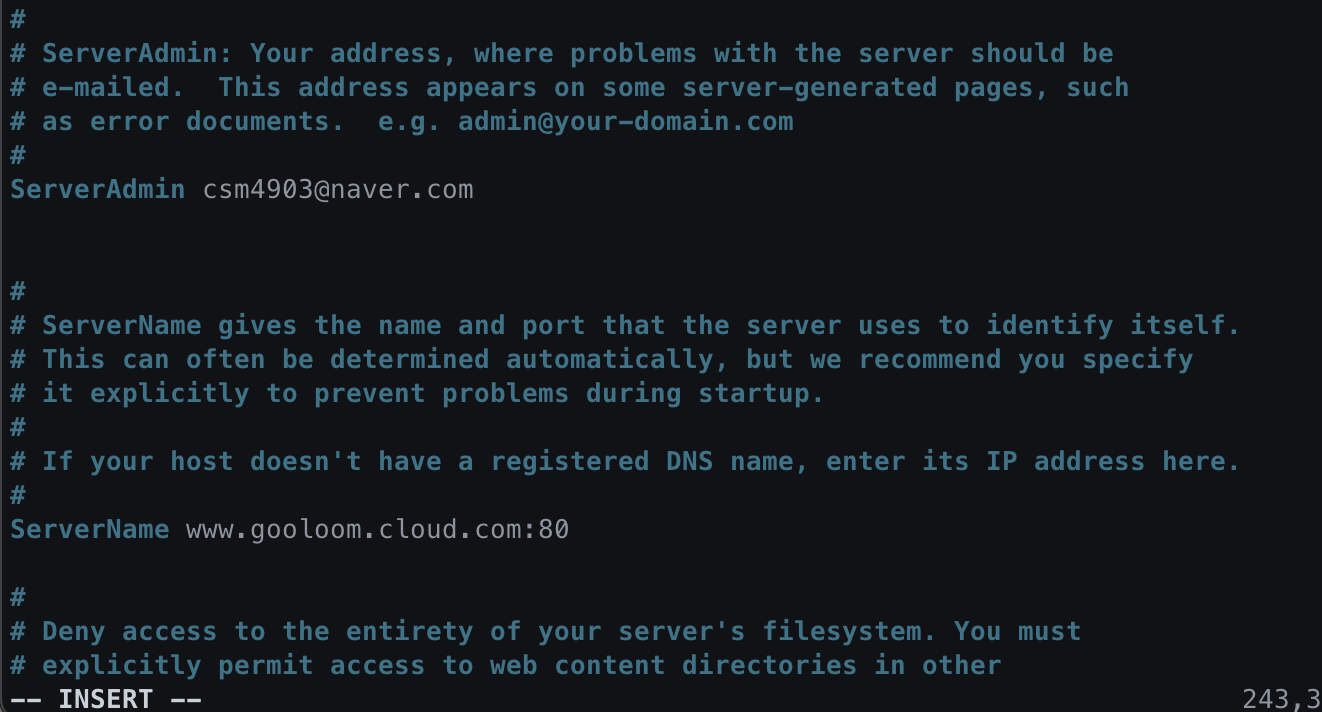 #
# ServerAdmin: Your address, where problems with the server should be
# e-mailed.  This address appears on some server-generated pages, such
# as error documents.  e.g. admin@your-domain.com
#
ServerAdmin csm4903@naver.com
#
# ServerName gives the name and port that the server uses to identify itself.
# This can often be determined automatically, but we recommend you specify
# it explicitly to prevent problems during startup.
#
# If your host doesn't have a registered DNS name, enter its IP address here.
#
ServerName www.gooloom.cloud.com:80
#
# Deny access to the entirety of your server's filesystem. You must
# explicitly permit access to web content directories in other
-- INSERT -- 243,3